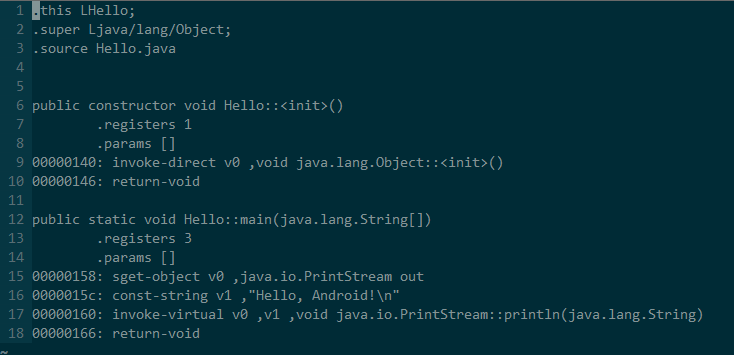 1 .this LHello;
2 .super Ljava/lang/Object;
3 .source Hello.java
4
5
6 public constructor void Hello::<init>()
7         .registers 1
8         .params []
9 00000140: invoke-direct v0 ,void java.lang.Object::<init>()
10 00000146: return-void
11
12 public static void Hello::main(java.lang.String[])
13         .registers 3
14         .params []
15 00000158: sget-object v0 ,java.io.PrintStream out
16 0000015c: const-string v1 ,"Hello, Android!\n"
17 00000160: invoke-virtual v0 ,v1 ,void java.io.PrintStream::println(java.lang.String)
18 00000166: return-void
~